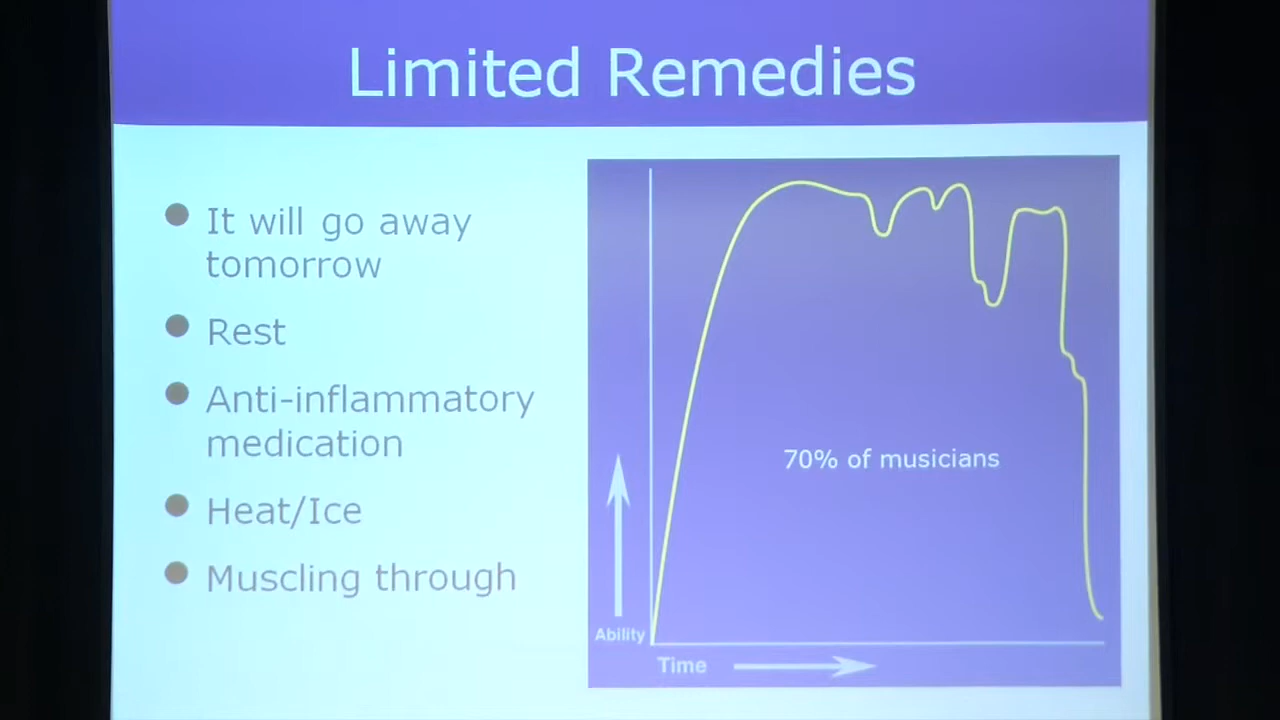 Limited Remedies
It will go away
tomorrow
Rest
Anti-inflammatory
medication
Heat/Ice
Muscling through
70% of musicians
Ability
Time